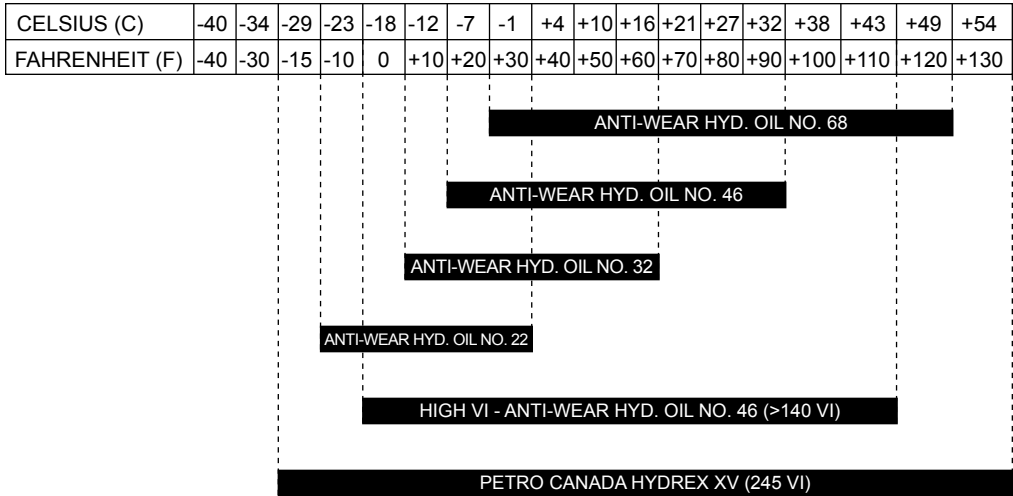 CELSIUS (C) -40 -34 -29 -23 -18 -12 -7 -1 +4 +10 +16 +21 +27 +32 +38 +43 +49 +54
FAHRENHEIT (F) -40 -30 -15 -10 0 +10 +20 +30 +40 +50 +60 +70 +80 +90 +100 +110 +120 +130
ANTI-WEAR HYD. OIL NO. 68
ANTI-WEAR HYD. OIL NO. 46
ANTI-WEAR HYD. OIL NO. 32
ANTI-WEAR HYD. OIL NO. 22
HIGH VI - ANTI-WEAR HYD. OIL NO. 46 (>140 VI)
PETRO CANADA HYDREX XV (245 VI)